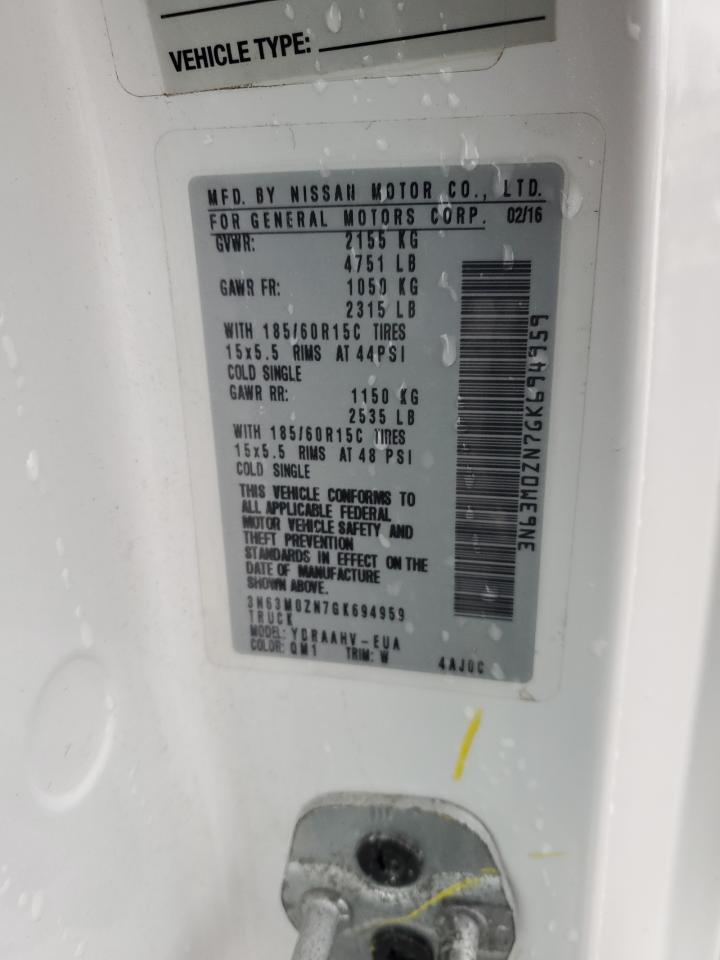 VEHICLE TYPE:
MFD. BY NISSAN MOTOR CO., LTD.
FOR GENERAL MOTORS CORP. 02/16
GVWR: 2155 KG
4751 LB
GAWR FR: 1050 KG
2315 LB
WITH 185/60R15C TIRES
15x5.5 RIMS AT 44PSI
COLD SINGLE
GAWR RR: 1150 KG
2535 LB
WITH 185/60R15C TIRES
15x5.5 RIMS AT 48 PSI
COLD SINGLE
THIS VEHICLE CONFORMS TO
ALL APPLICABLE FEDERAL
MOTOR VEHICLE SAFETY AND
THEFT PREVENTION
STANDARDS IN EFFECT ON THE
DATE OF MANUFACTURE
SHOWN ABOVE.
3N63M0ZN7GK694959
TRUCK
MODEL: YDRAAHV-EUA
COLOR: QM1 TRIM: W 4AJ0C
3N63M0ZN7GK694959